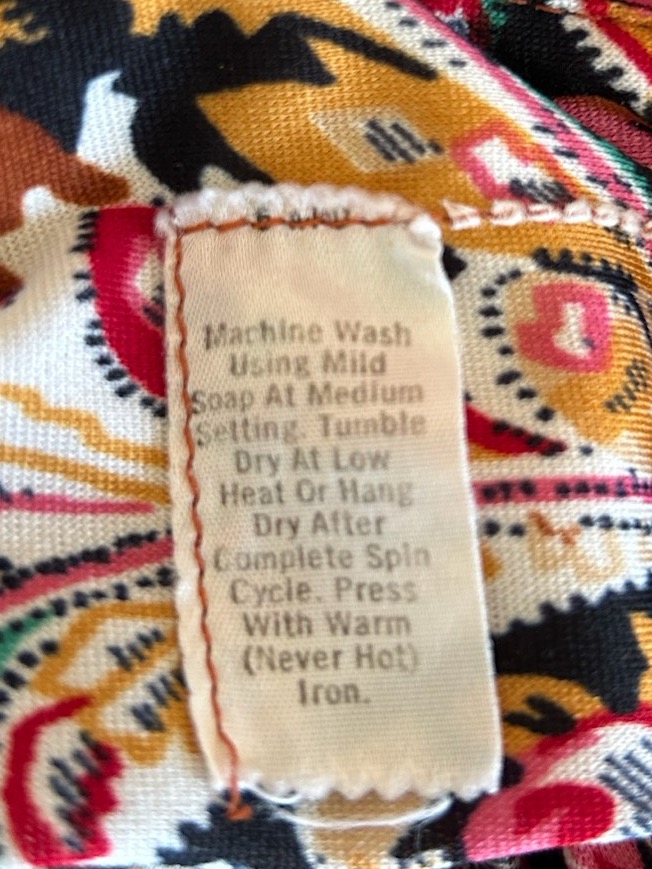 Machine Wash
Using Mild
Soap At Medium
Setting. Tumble
Dry At Low
Heat Or Hang
Dry After
Complete Spin
Cycle. Press
With Warm
(Never Hot)
Iron.